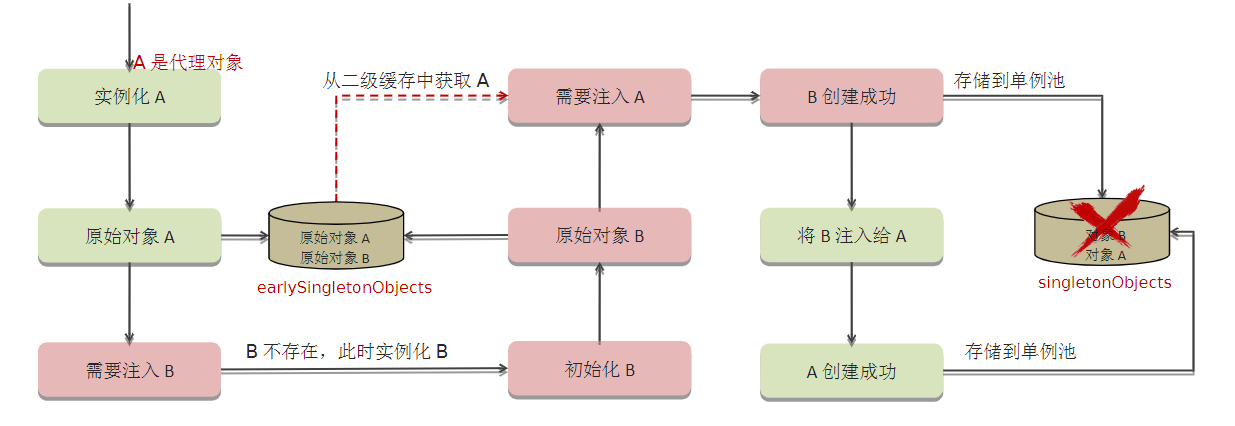 A 是代理对象
实例化 A
从二级缓存中获取 A
需要注入 A
B 创建成功
存储到单例池
原始对象 A
原始对象 A
原始对象 B
earlySingletonObjects
原始对象 B
将 B 注入给 A
对象 B
对象 A
singletonObjects
需要注入 B
B 不存在，此时实例化 B
初始化 B
A 创建成功
存储到单例池